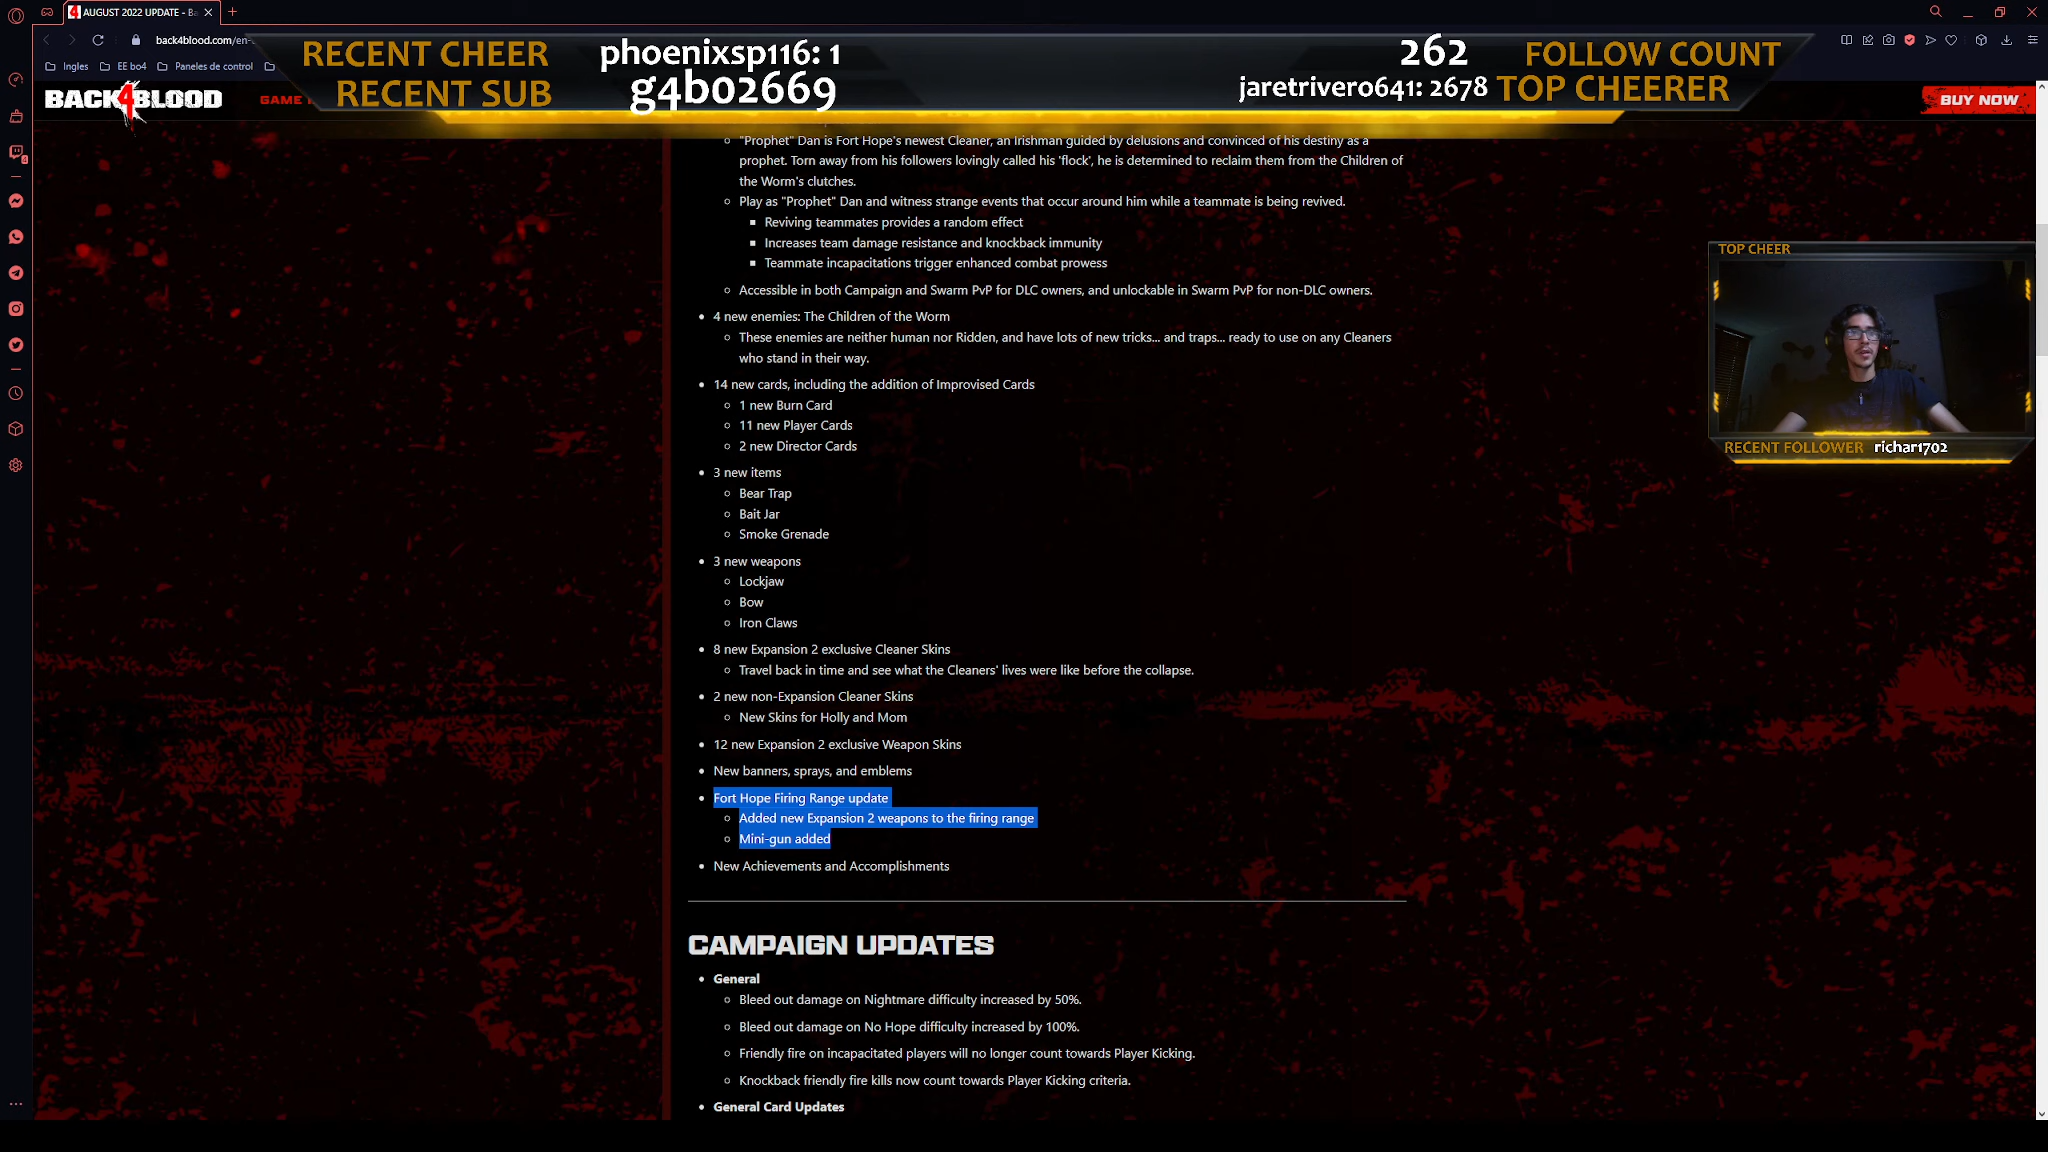 AUGUST 2022 UPDATE - Ba
back4blood.com/en-
Ingles
EE bo4
Paneles de control
RECENT CHEER
phoenixsp116: 1
RECENT SUB
g4b02669
262
FOLLOW COUNT
jaretrivero641: 2678
TOP CHEERER
BACK4BLOOD
GAME
BUY NOW
"Prophet" Dan is Fort Hope's newest Cleaner, an Irishman guided by delusions and convinced of his destiny as a
prophet. Torn away from his followers lovingly called his 'flock', he is determined to reclaim them from the Children of
the Worm's clutches.
Play as "Prophet" Dan and witness strange events that occur around him while a teammate is being revived.
Reviving teammates provides a random effect
Increases team damage resistance and knockback immunity
Teammate incapacitations trigger enhanced combat prowess
Accessible in both Campaign and Swarm PvP for DLC owners, and unlockable in Swarm PvP for non-DLC owners.
4 new enemies: The Children of the Worm
These enemies are neither human nor Ridden, and have lots of new tricks... and traps... ready to use on any Cleaners
who stand in their way.
14 new cards, including the addition of Improvised Cards
1 new Burn Card
11 new Player Cards
2 new Director Cards
3 new items
Bear Trap
Bait Jar
Smoke Grenade
3 new weapons
Lockjaw
Bow
Iron Claws
8 new Expansion 2 exclusive Cleaner Skins
Travel back in time and see what the Cleaners' lives were like before the collapse.
2 new non-Expansion Cleaner Skins
New Skins for Holly and Mom
12 new Expansion 2 exclusive Weapon Skins
New banners, sprays, and emblems
Fort Hope Firing Range update
Added new Expansion 2 weapons to the firing range
Mini-gun added
New Achievements and Accomplishments
CAMPAIGN UPDATES
General
Bleed out damage on Nightmare difficulty increased by 50%.
Bleed out damage on No Hope difficulty increased by 100%.
Friendly fire on incapacitated players will no longer count towards Player Kicking.
Knockback friendly fire kills now count towards Player Kicking criteria.
General Card Updates
TOP CHEER
RECENT FOLLOWER
richar1702